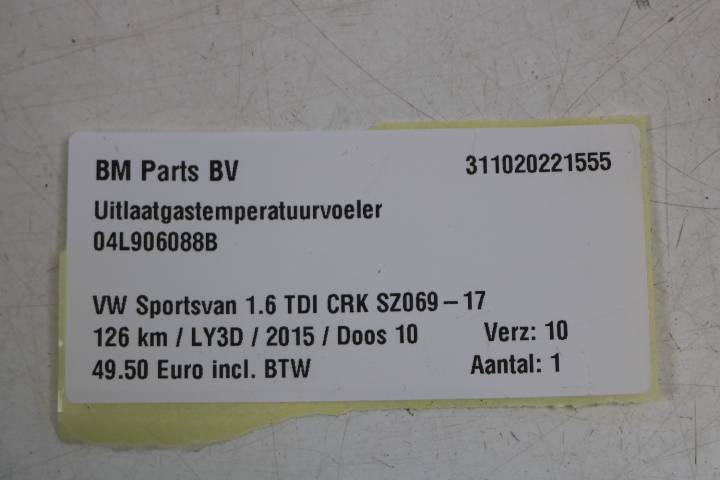 BM Parts BV 311020221555
Uitlaatgastemperatuurvoeler
04L906088B
VW Sportsvan 1.6 TDI CRK SZ069-17
126 km / LY3D / 2015 / Doos 10 Verz: 10
49.50 Euro incl. BTW Aantal: 1